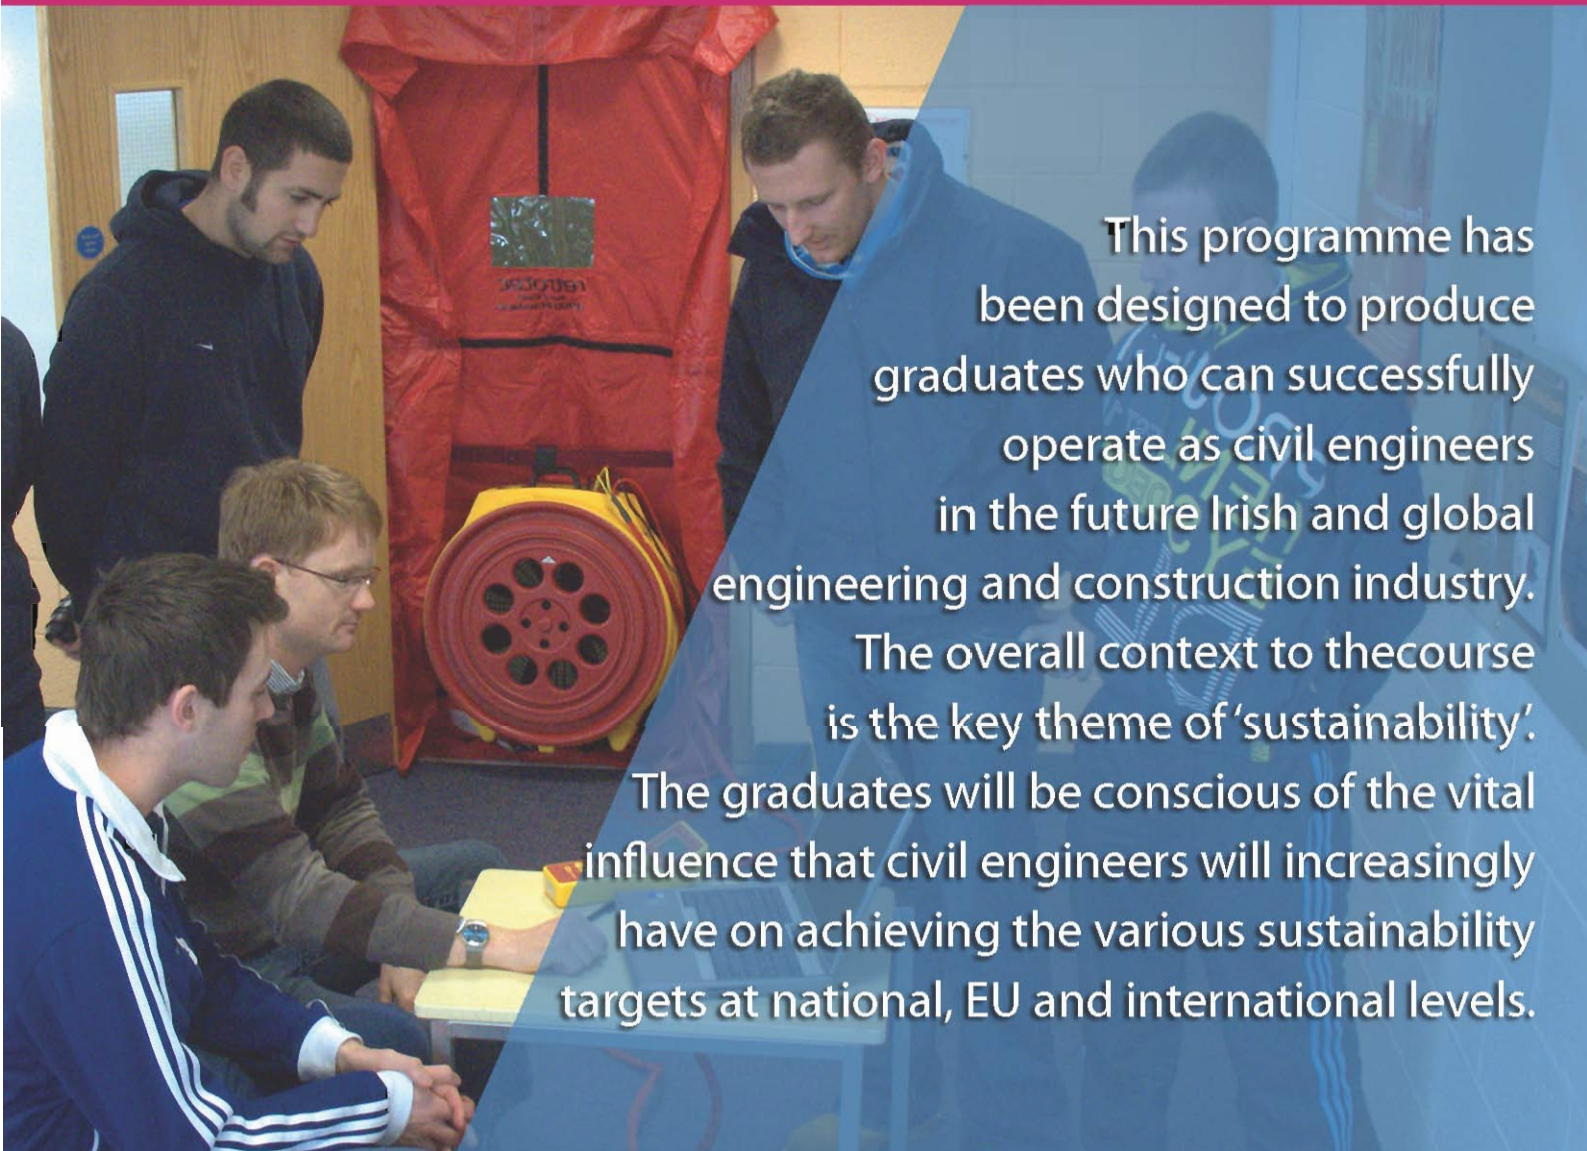 retrotec
This programme has
been designed to produce
graduates who can successfully
operate as civil engineers
in the future Irish and global
engineering and construction industry.
The overall context to thecourse
is the key theme of 'sustainability'.
The graduates will be conscious of the vital
influence that civil engineers will increasingly
have on achieving the various sustainability
targets at national, EU and international levels.